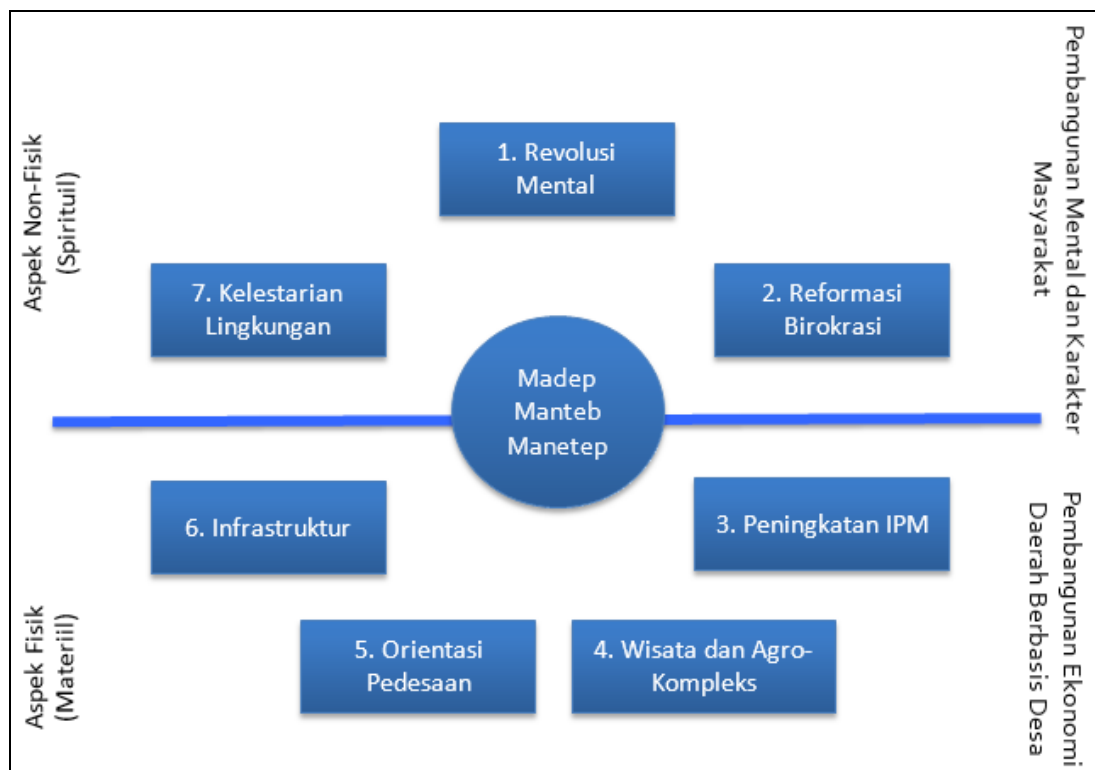 Aspek Non-Fisik
(Spirituil)
Pembangunan Mental dan Karakter
Masyarakat
1. Revolusi
Mental
7. Kelestarian
Lingkungan
2. Reformasi
Birokrasi
Madep
Manteb
Manetep
6. Infrastruktur
3. Peningkatan IPM
5. Orientasi
Pedesaan
4. Wisata dan Agro-
Kompleks
Aspek Fisik
(Materiil)
Pembangunan Ekonomi
Daerah Berbasis Desa